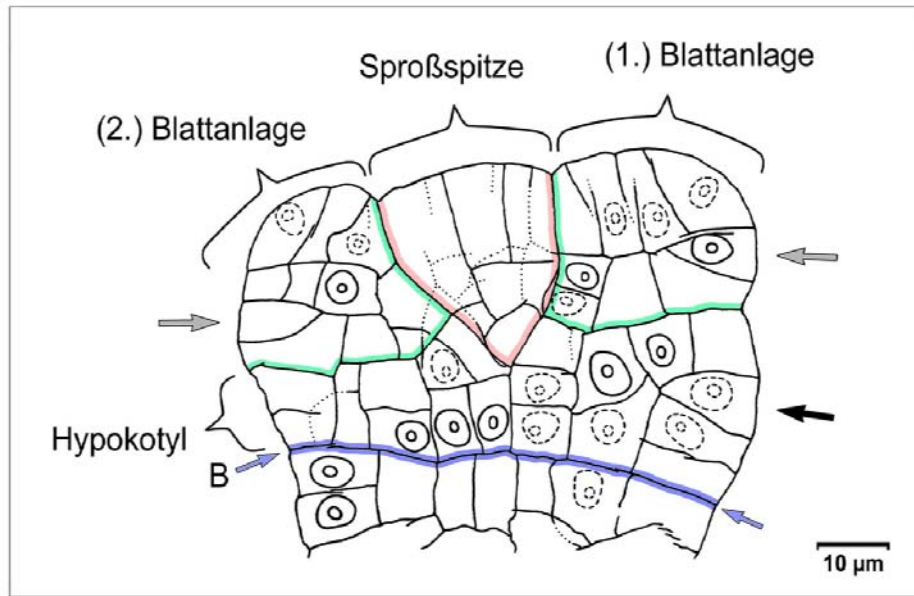 (1.) Blattanlage
Sproßspitze
(2.) Blattanlage
Hypokotyl
B
10 µm